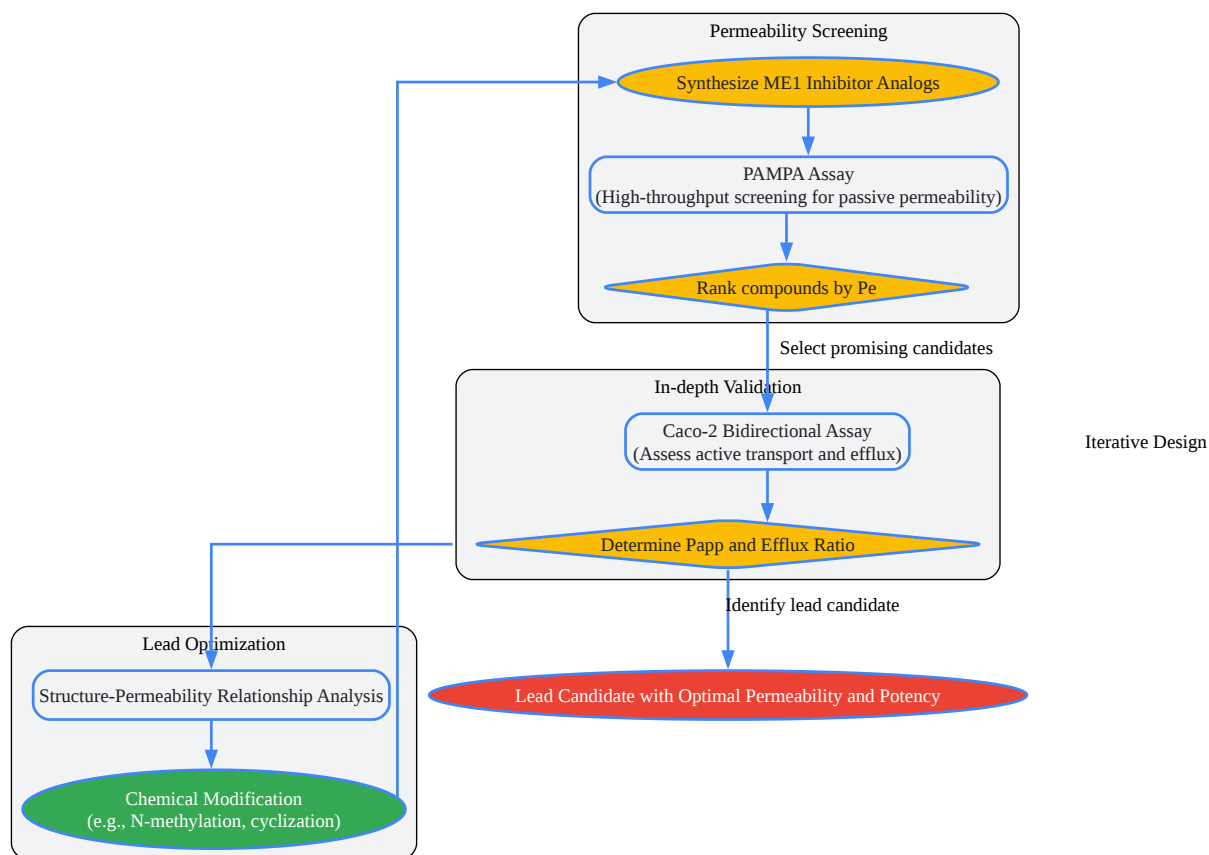 Permeability Screening
Synthesize ME1 Inhibitor Analogs
PAMPA Assay
(High-throughput screening for passive permeability)
Rank compounds by Pe
Select promising candidates
In-depth Validation
Caco-2 Bidirectional Assay
(Assess active transport and efflux)
Iterative Design
Determine Papp and Efflux Ratio
Identify lead candidate
Lead Optimization
Structure-Permeability Relationship Analysis
Lead Candidate with Optimal Permeability and Potency
Chemical Modification
(e.g., N-methylation, cyclization)